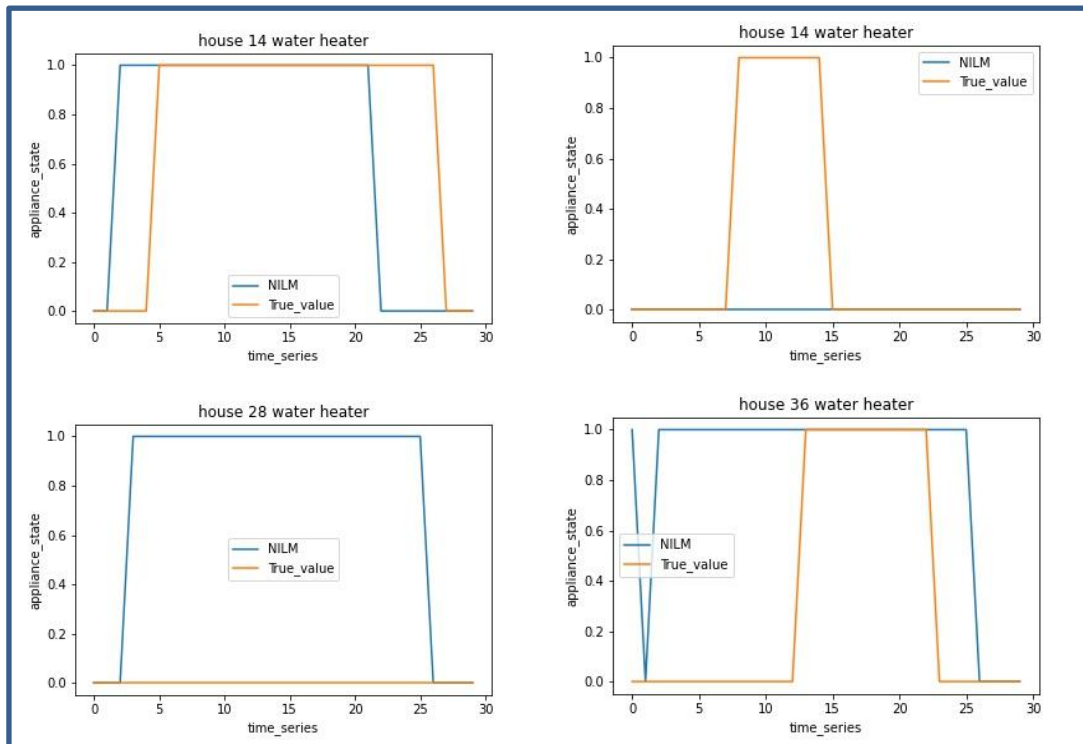 house 14 water heater
1.0
0.8
0.6
0.4
0.2
0.0
appliance_state
NILM
True_value
0 5 10 15 20 25 30
time_series
house 14 water heater
1.0
0.8
0.6
0.4
0.2
0.0
appliance_state
NILM
True_value
0 5 10 15 20 25 30
time_series
house 28 water heater
1.0
0.8
0.6
0.4
0.2
0.0
appliance_state
NILM
True_value
0 5 10 15 20 25 30
time_series
house 36 water heater
1.0
0.8
0.6
0.4
0.2
0.0
appliance_state
NILM
True_value
0 5 10 15 20 25 30
time_series